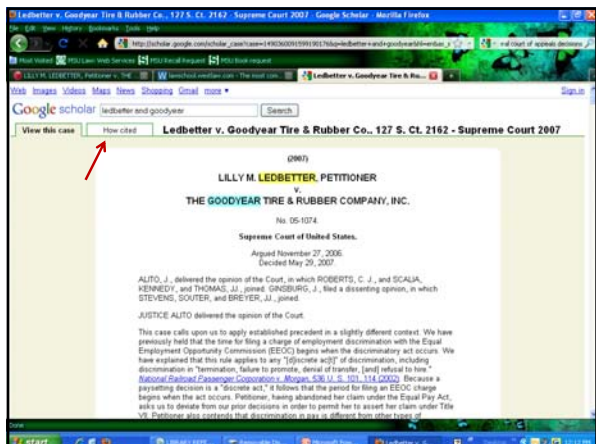 Ledbetter v. Goodyear Tire & Rubber Co., 127 S. Ct. 2162 - Supreme Court 2007 - Google Scholar - Mozilla Firefox
File Edit View History Bookmarks Tools Help
Most Visited MSU Law Web Services MSU Recall Request MSU Book request
LILLY M. LEDBETTER, Petitioner v. THE
Ledbetter v. Goodyear Tire & Ru...
Web Images Videos Maps News Shopping Gmail more Sign in
Google scholar ledbetter and goodyear Search
View this case How cited Ledbetter v. Goodyear Tire & Rubber Co., 127 S. Ct. 2162 - Supreme Court 2007
(2007)
LILLY M. LEDBETTER, PETITIONER
v.
THE GOODYEAR TIRE & RUBBER COMPANY, INC.
No. 05-1074.
Supreme Court of United States.
Argued November 27, 2006.
Decided May 29, 2007.
ALITO, J., delivered the opinion of the Court, in which ROBERTS, C. J., and SCALIA,
KENNEDY, and THOMAS, JJ., joined. GINSBURG, J., filed a dissenting opinion, in which
STEVENS, SOUTER, and BREYER, JJ., joined.
JUSTICE ALITO delivered the opinion of the Court.
This case calls upon us to apply established precedent in a slightly different context. We have
previously held that the time for filing a charge of employment discrimination with the Equal
Employment Opportunity Commission (EEOC) begins when the discriminatory act occurs. We
have explained that this rule applies to any "[d]iscrete ac[t]" of discrimination, including
discrimination in "termination, failure to promote, denial of transfer, [and] refusal to hire."
National Railroad Passenger Corporation v. Morgan, 536 U. S. 101, 114 (2002). Because a
paysetting decision is a "discrete act," it follows that the period for filing an EEOC charge
begins when the act occurs. Petitioner, having abandoned her claim under the Equal Pay Act,
asks us to deviate from our prior decisions in order to permit her to assert her claim under Title
VII. Petitioner also contends that discrimination in pay is different from other types of
Done
start